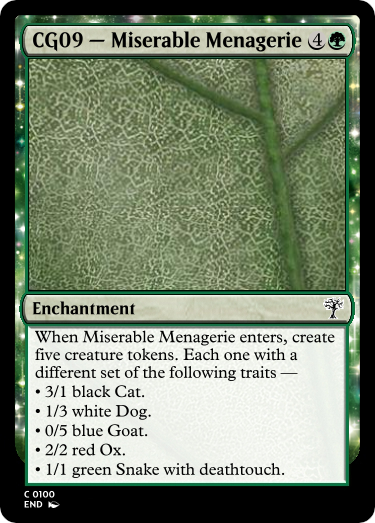 CG09 — Miserable Menagerie 4
Enchantment
When Miserable Menagerie enters, create
five creature tokens. Each one with a
different set of the following traits —
• 3/1 black Cat.
• 1/3 white Dog.
• 0/5 blue Goat.
• 2/2 red Ox.
• 1/1 green Snake with deathtouch.
C 0100
END